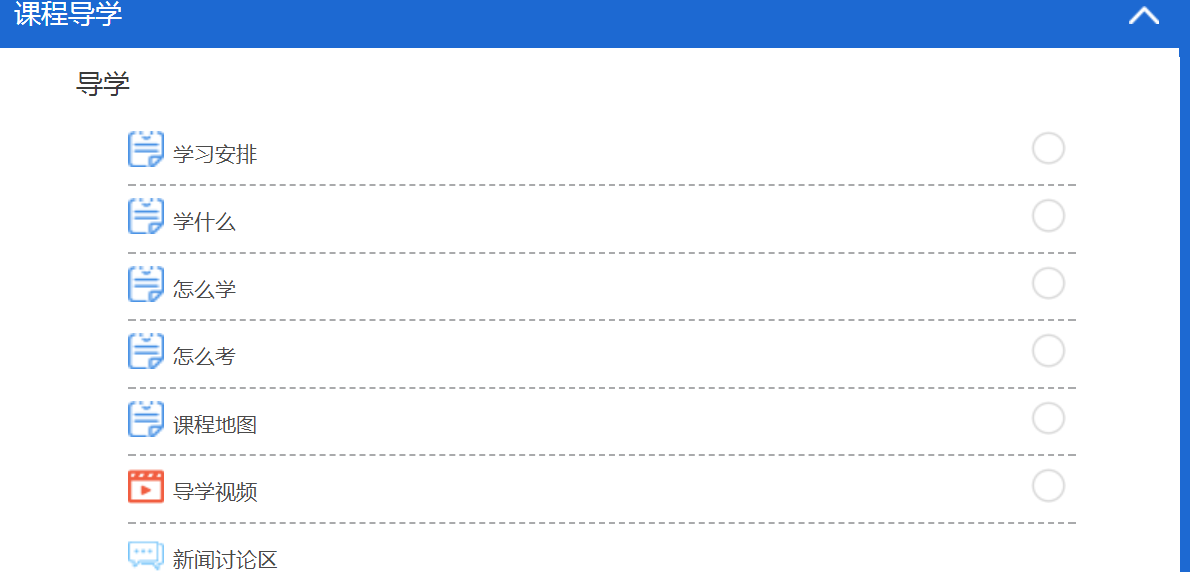 课程导学
导学
学习安排
学什么
怎么学
怎么考
课程地图
导学视频
新闻讨论区